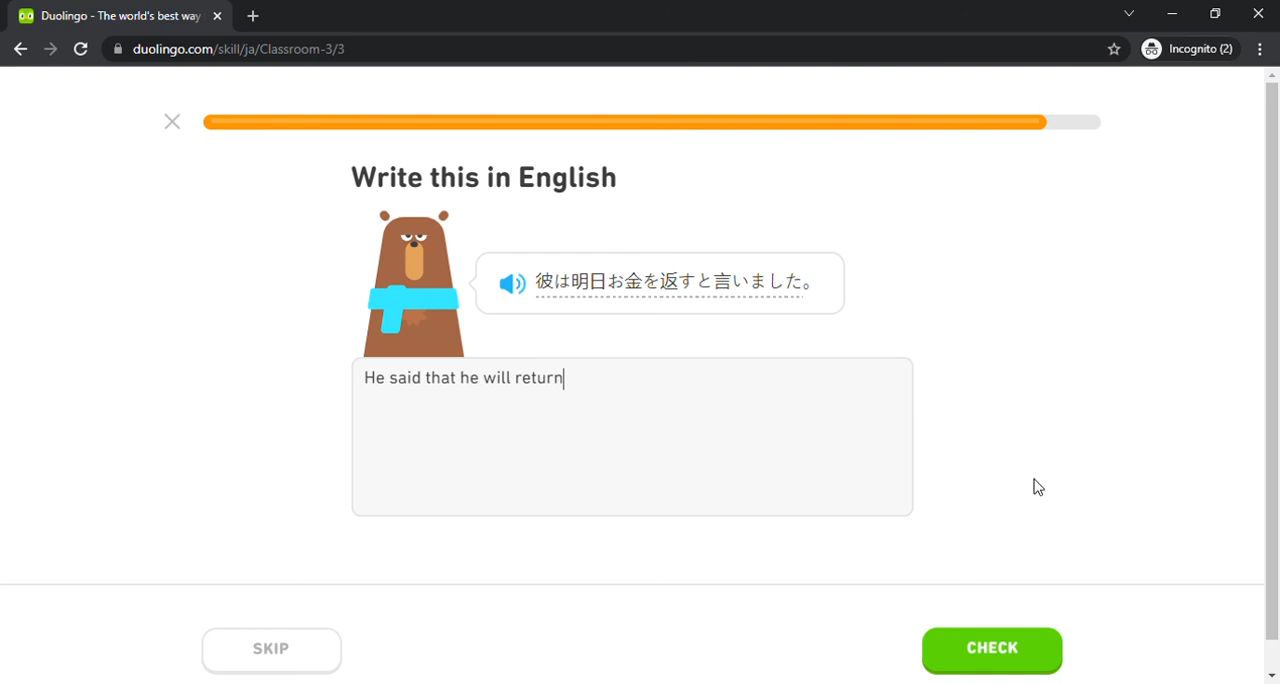 Duolingo - The world's best way
duolingo.com/skill/ja/Classroom-3/3
Incognito (2)
Write this in English
彼は明日お金を返すと言いました。
He said that he will return
SKIP
CHECK